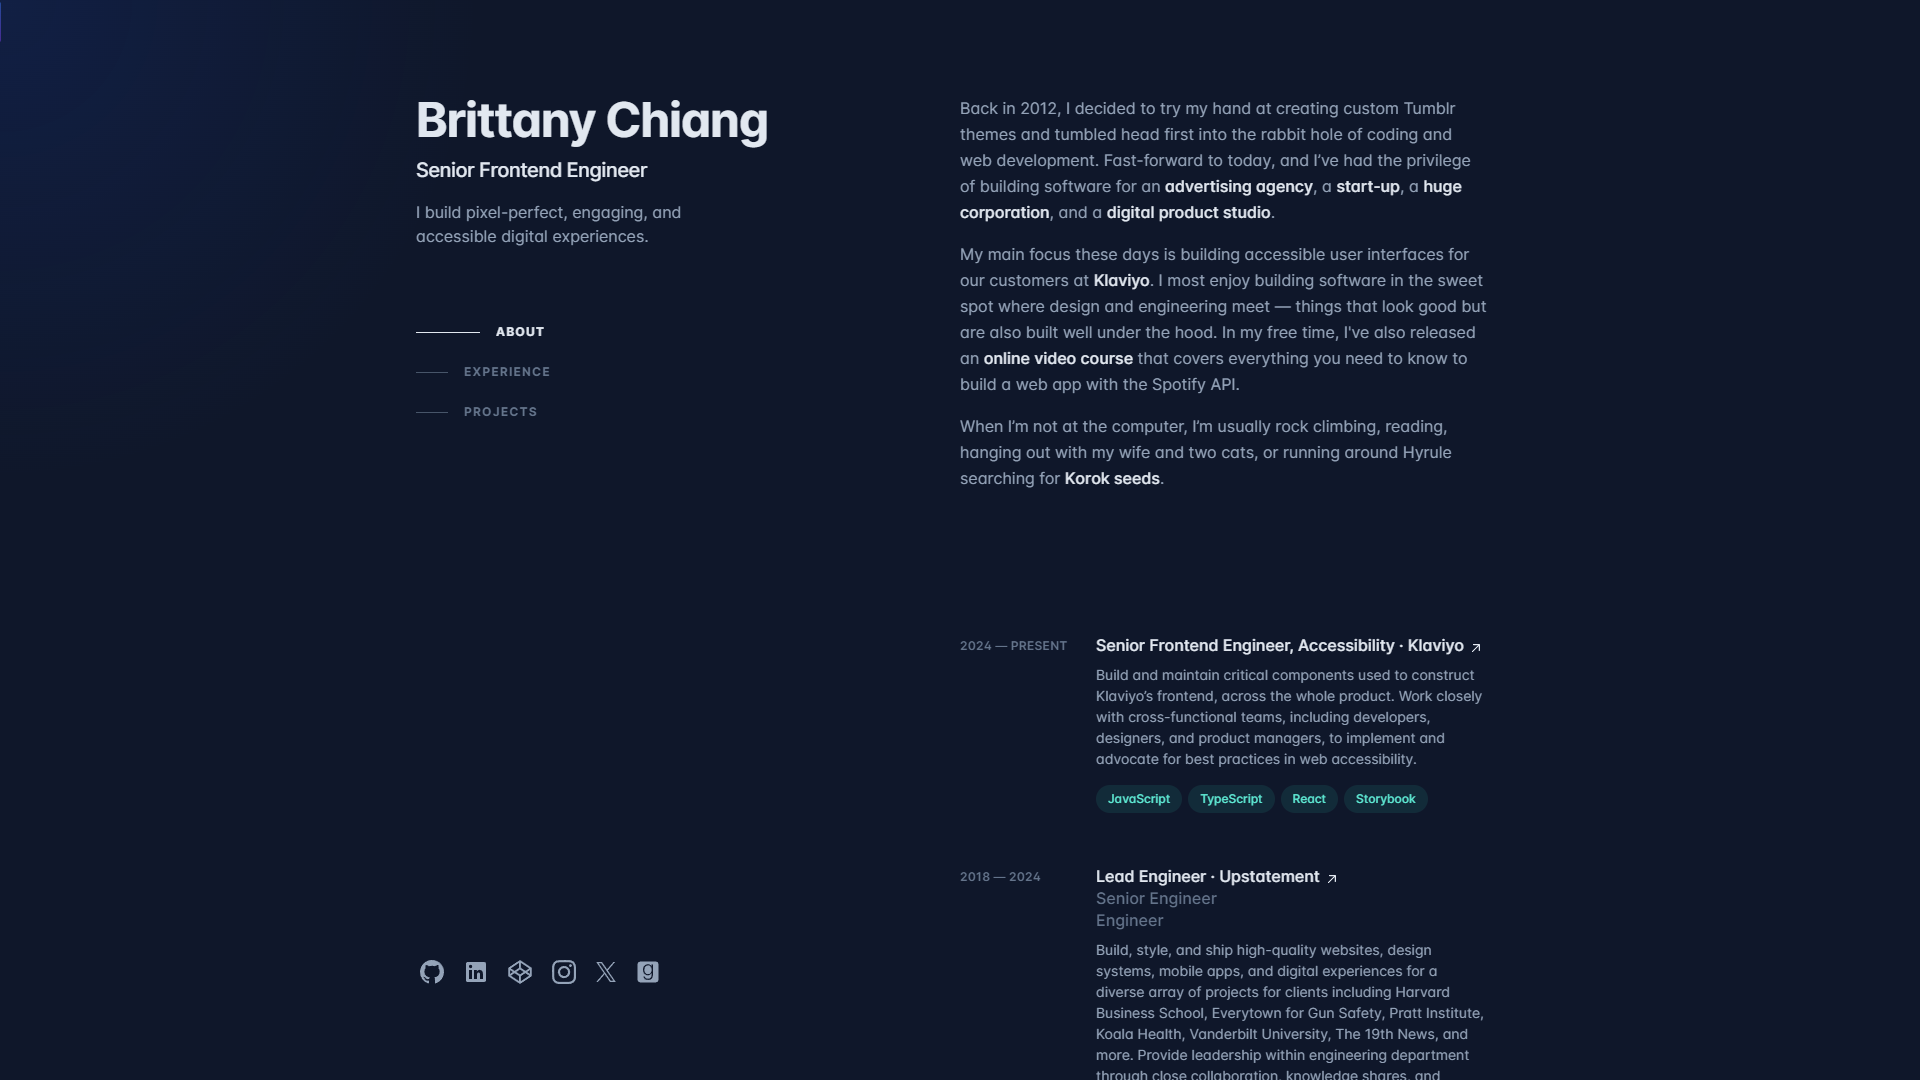 Brittany Chiang
Senior Frontend Engineer
I build pixel-perfect, engaging, and
accessible digital experiences.
ABOUT
EXPERIENCE
PROJECTS
Back in 2012, I decided to try my hand at creating custom Tumblr
themes and tumbled head first into the rabbit hole of coding and
web development. Fast-forward to today, and I’ve had the privilege
of building software for an advertising agency, a start-up, a huge
corporation, and a digital product studio.
My main focus these days is building accessible user interfaces for
our customers at Klaviyo. I most enjoy building software in the sweet
spot where design and engineering meet — things that look good but
are also built well under the hood. In my free time, I've also released
an online video course that covers everything you need to know to
build a web app with the Spotify API.
When I’m not at the computer, I’m usually rock climbing, reading,
hanging out with my wife and two cats, or running around Hyrule
searching for Korok seeds.
2024 — PRESENT
Senior Frontend Engineer, Accessibility · Klaviyo
Build and maintain critical components used to construct
Klaviyo’s frontend, across the whole product. Work closely
with cross-functional teams, including developers,
designers, and product managers, to implement and
advocate for best practices in web accessibility.
JavaScript TypeScript React Storybook
2018 — 2024
Lead Engineer · Upstatement
Senior Engineer
Engineer
Build, style, and ship high-quality websites, design
systems, mobile apps, and digital experiences for a
diverse array of projects for clients including Harvard
Business School, Everytown for Gun Safety, Pratt Institute,
Koala Health, Vanderbilt University, The 19th News, and
more. Provide leadership within engineering department
through close collaboration, knowledge shares, and